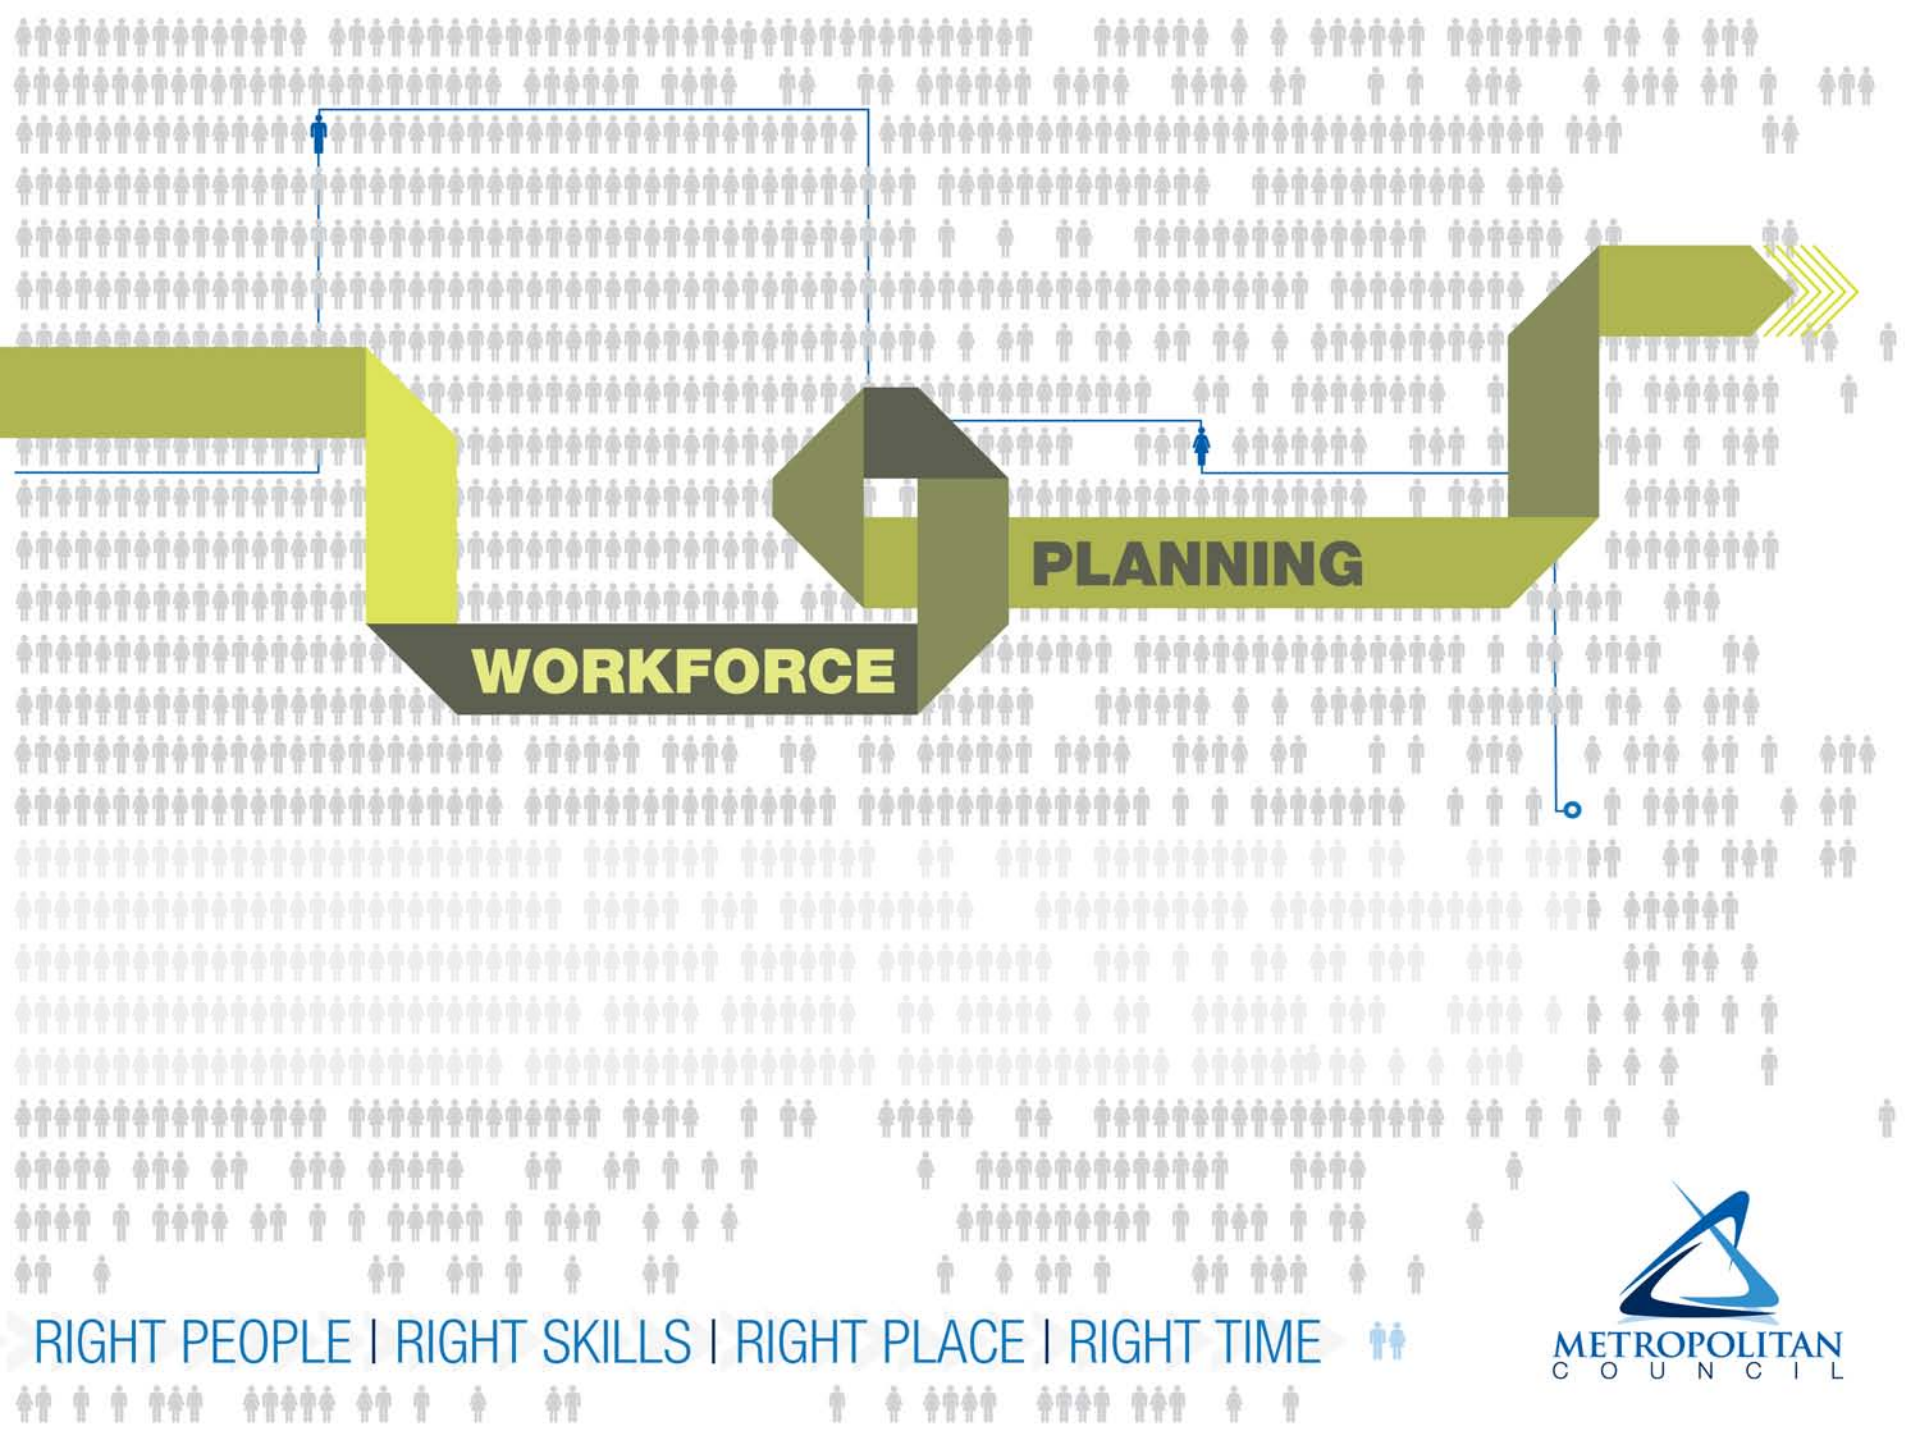 WORKFORCE
PLANNING
RIGHT PEOPLE | RIGHT SKILLS | RIGHT PLACE | RIGHT TIME
METROPOLITAN
COUNCIL